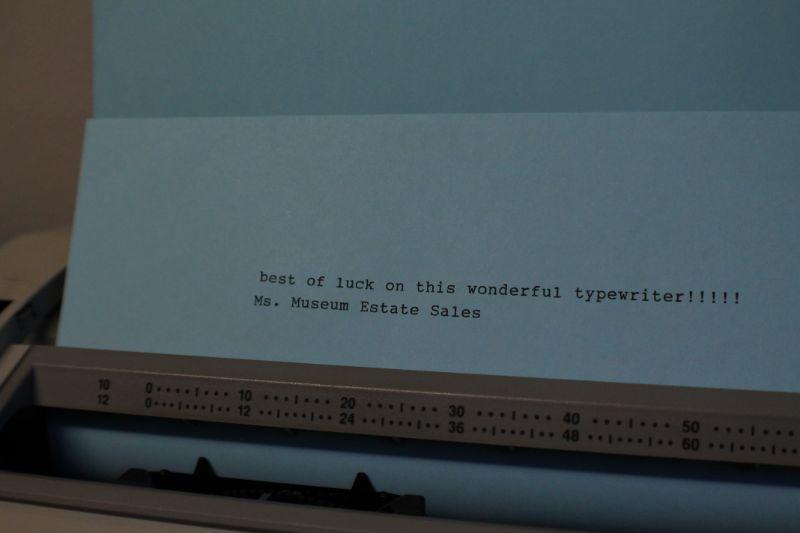 best of luck on this wonderful typewriter!!!!!
Ms. Museum Estate Sales
10 0 10 20 30 40 50
12 0 12 24 36 48 60